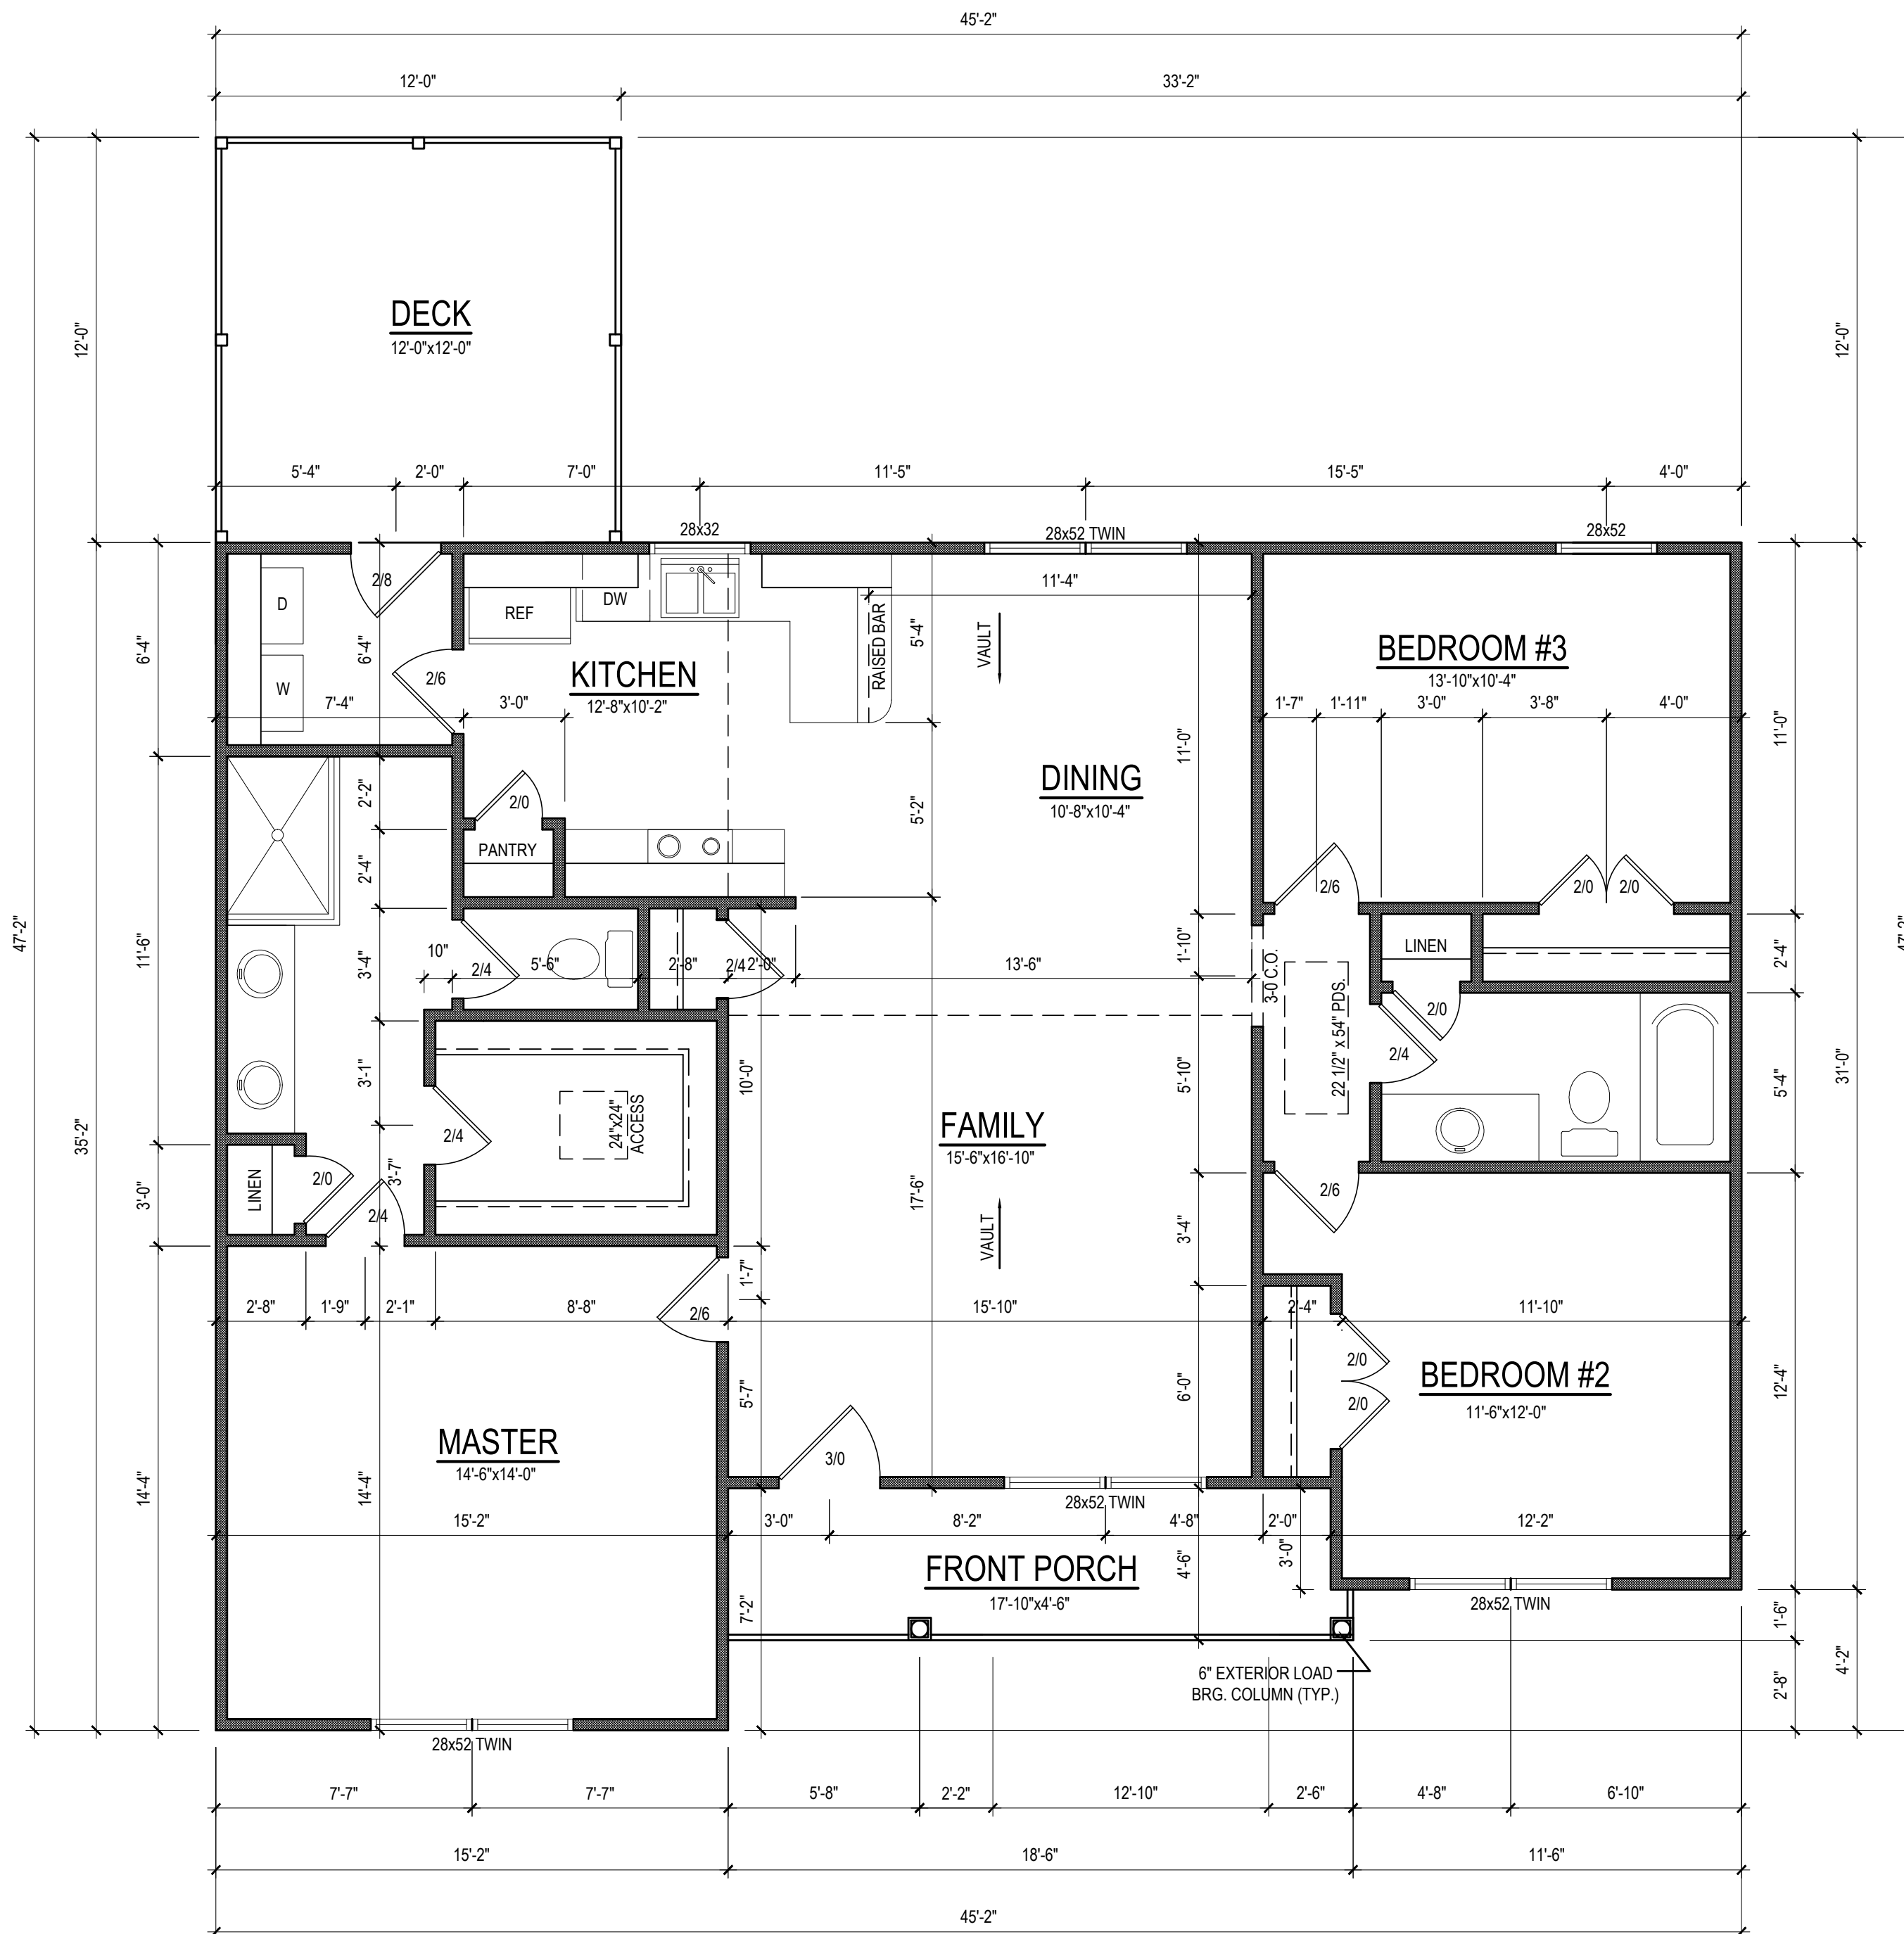 45'-2"
12'-0"
33'-2"
DECK
12'-0"x12'-0"
12'-0"
12'-0"
5'-4"
2'-0"
7'-0"
11'-5"
15'-5"
4'-0"
28x32
28x52 TWIN
28x52
2/8
D
REF
DW
11'-4"
RAISED BAR
5'-4"
VAULT
6'-4"
6'-4"
BEDROOM #3
13'-10"x10'-4"
KITCHEN
12'-8"x10'-2"
2/6
W
7'-4"
3'-0"
1'-7"
1'-11"
3'-0"
3'-8"
4'-0"
11'-0"
11'-0"
DINING
10'-8"x10'-4"
2'-2"
2/0
5'-2"
PANTRY
2'-4"
2/6
2/0
2/0
47'-2"
11'-6"
3'-4"
10"
2/4
5'-6"
2'-8"
2/4
2'-0"
13'-6"
1'-10"
3-0 C.O.
LINEN
2'-4"
47'-2"
2/0
22 1/2" x 54" PDS.
2/4
3'-1"
10'-0"
5'-10"
5'-4"
31'-0"
35'-2"
2/4
24"x24"
ACCESS
FAMILY
15'-6"x16'-10"
LINEN
2/0
3'-7"
2/4
3'-0"
17'-6"
VAULT
2/6
3'-4"
1'-7"
2'-8"
1'-9"
2'-1"
8'-8"
2/6
15'-10"
2'-4"
11'-10"
2/0
2/0
BEDROOM #2
11'-6"x12'-0"
5'-7"
6'-0"
12'-4"
MASTER
14'-6"x14'-0"
3/0
14'-4"
14'-4"
28x52 TWIN
15'-2"
3'-0"
8'-2"
4'-8"
2'-0"
12'-2"
FRONT PORCH
17'-10"x4'-6"
4'-6"
3'-0"
7'-2"
28x52 TWIN
1'-6"
4'-2"
2'-8"
6" EXTERIOR LOAD
BRG. COLUMN (TYP.)
28x52 TWIN
7'-7"
7'-7"
5'-8"
2'-2"
12'-10"
2'-6"
4'-8"
6'-10"
15'-2"
18'-6"
11'-6"
45'-2"